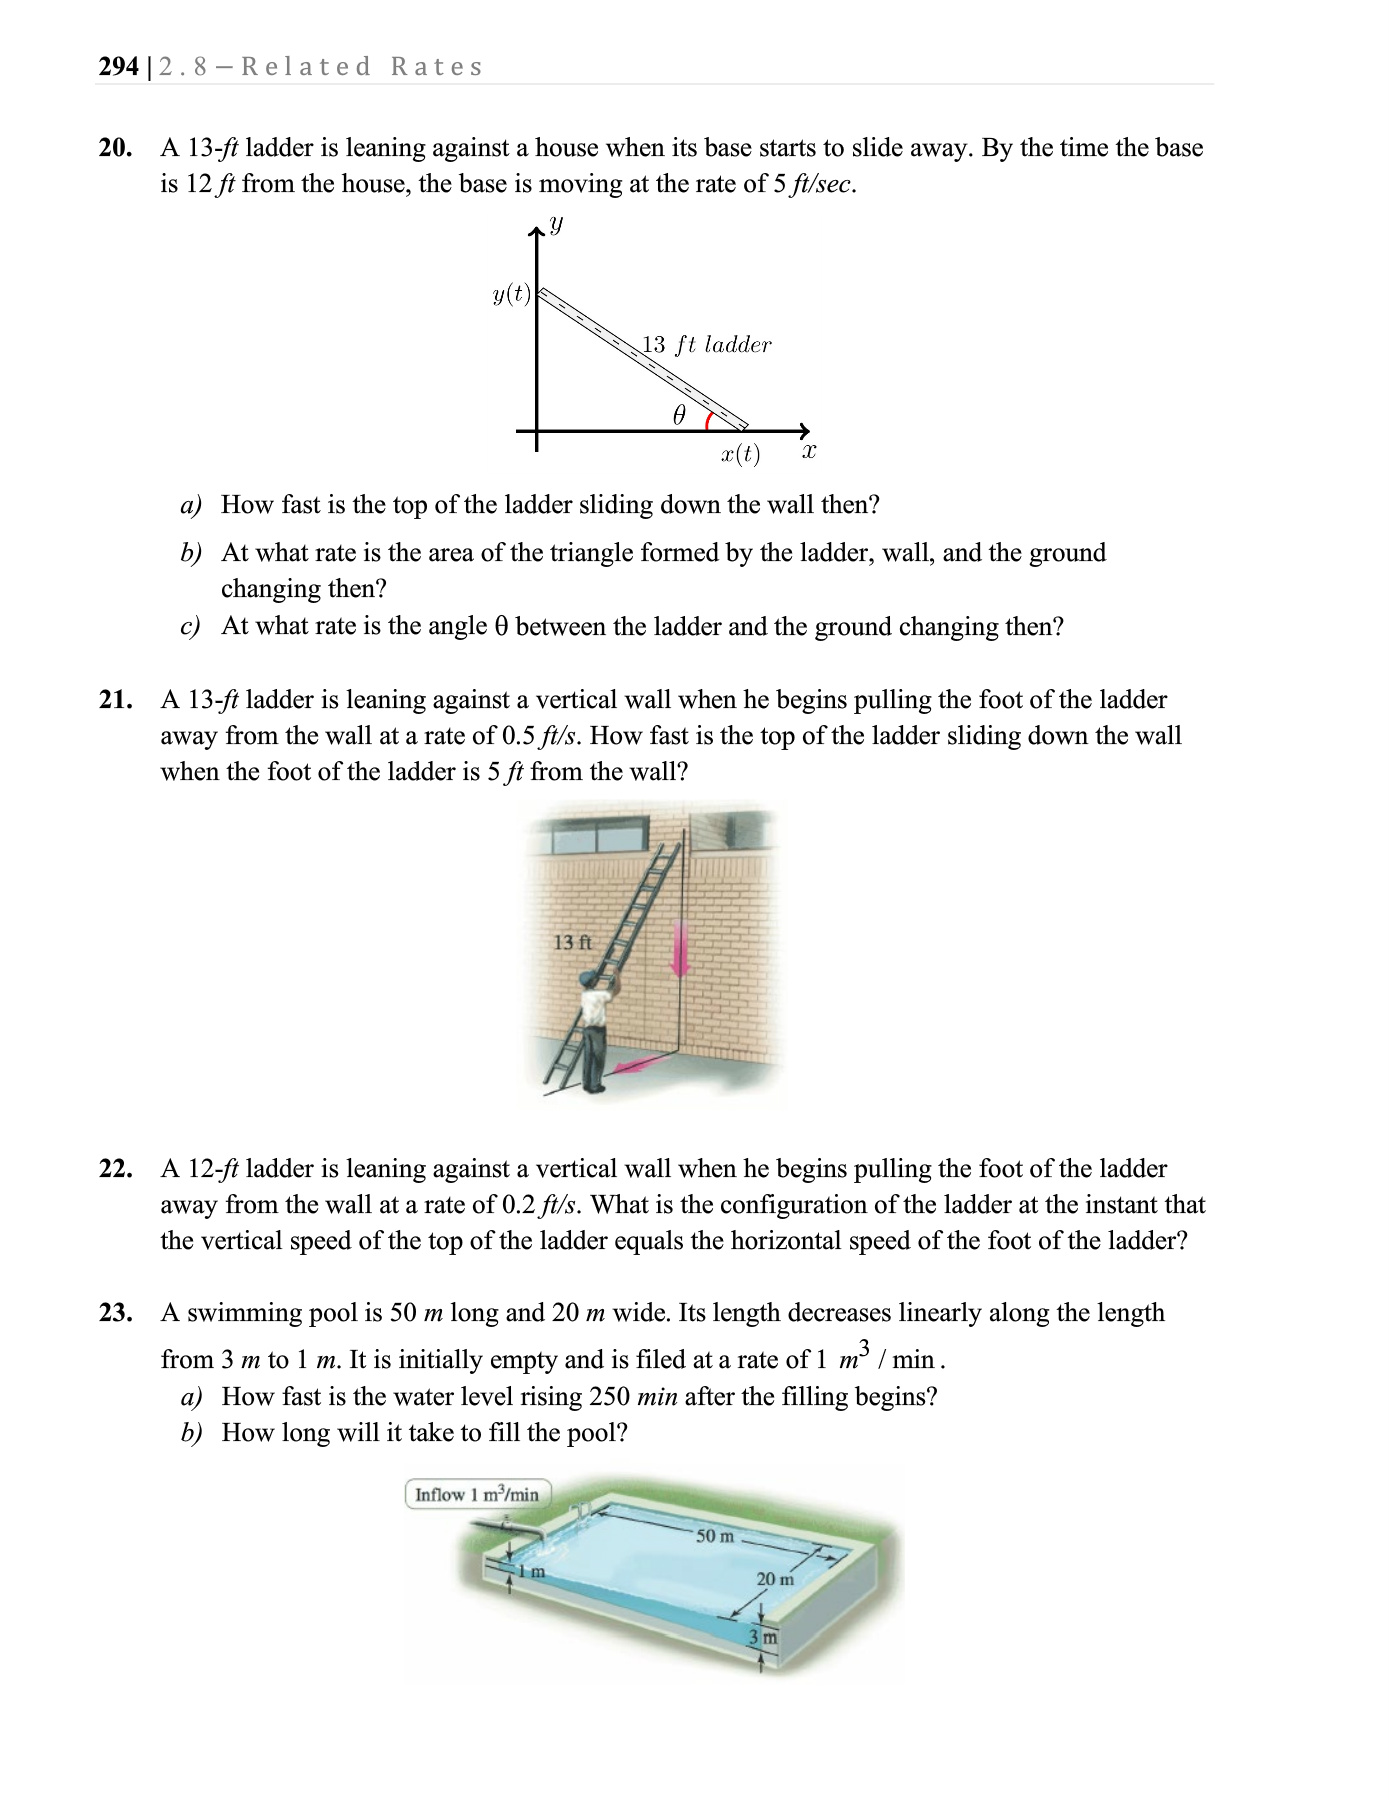 294 | 2.8 – Related Rates
20. A 13-ft ladder is leaning against a house when its base starts to slide away. By the time the base
is 12 ft from the house, the base is moving at the rate of 5 ft/sec.
y
y(t)
13 ft ladder
θ
x(t) x
a) How fast is the top of the ladder sliding down the wall then?
b) At what rate is the area of the triangle formed by the ladder, wall, and the ground
changing then?
c) At what rate is the angle θ between the ladder and the ground changing then?
21. A 13-ft ladder is leaning against a vertical wall when he begins pulling the foot of the ladder
away from the wall at a rate of 0.5 ft/s. How fast is the top of the ladder sliding down the wall
when the foot of the ladder is 5 ft from the wall?
13 ft
22. A 12-ft ladder is leaning against a vertical wall when he begins pulling the foot of the ladder
away from the wall at a rate of 0.2 ft/s. What is the configuration of the ladder at the instant that
the vertical speed of the top of the ladder equals the horizontal speed of the foot of the ladder?
23. A swimming pool is 50 m long and 20 m wide. Its length decreases linearly along the length
from 3 m to 1 m. It is initially empty and is filed at a rate of 1 m³ / min.
a) How fast is the water level rising 250 min after the filling begins?
b) How long will it take to fill the pool?
Inflow 1 m³/min
50 m
1 m
20 m
3 m